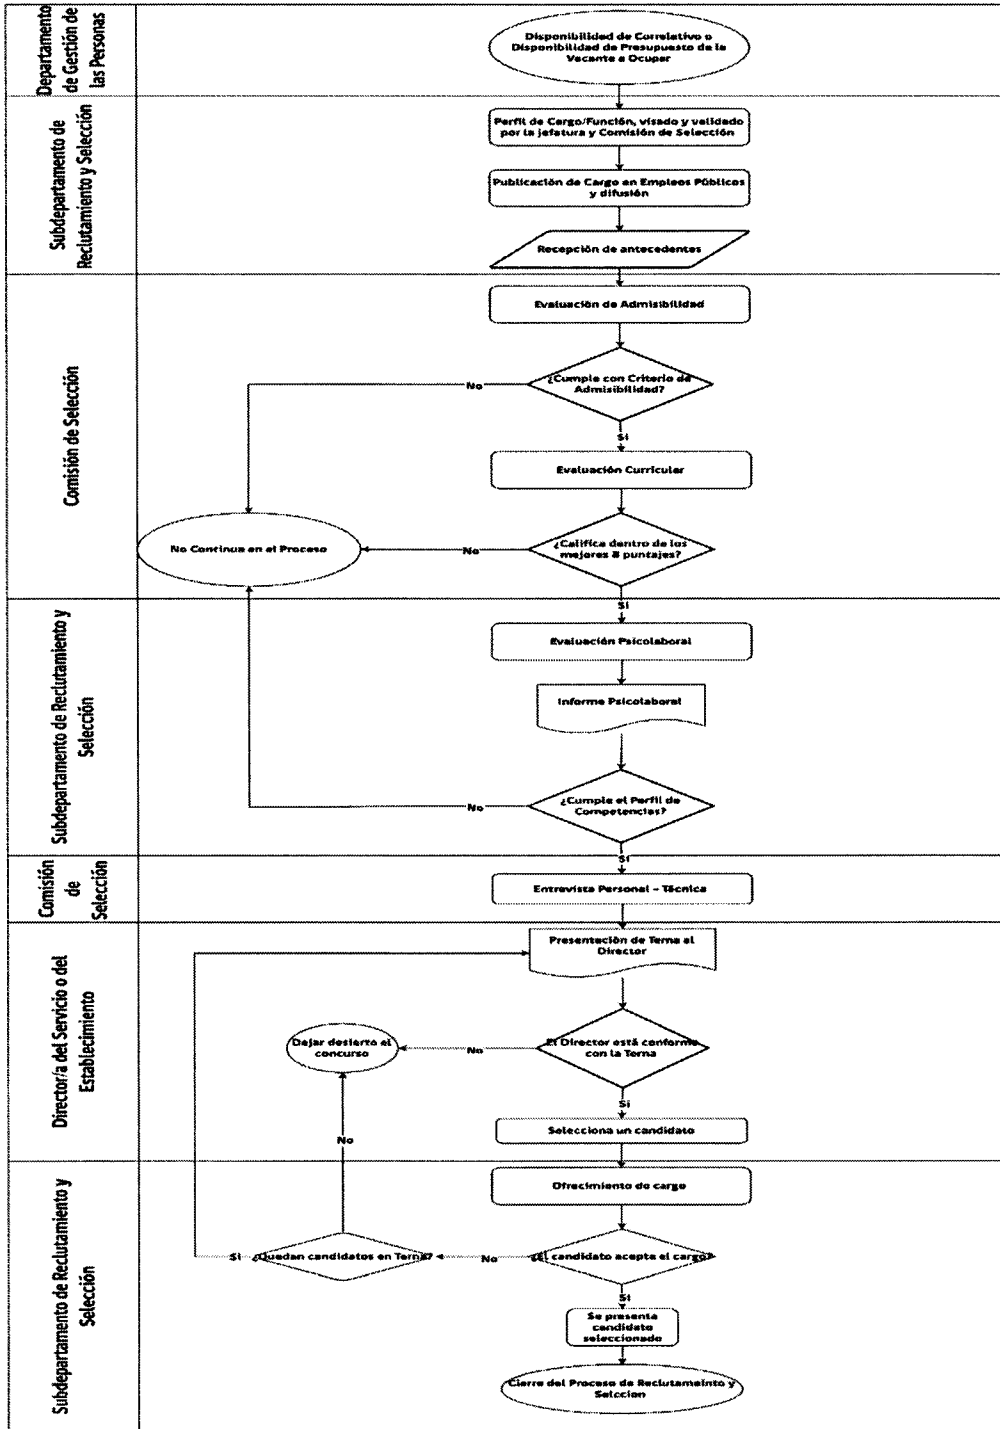 Departamento
de Gestión de
las Personas
Disponibilidad de Correlativo o
Disponibilidad de Presupuesto de la
Vacante a Ocupar
Subdepartamento de
Reclutamiento y Selección
Perfil de Cargo/Función, visado y validado
por la jefatura y Comisión de Selección
Publicación de Cargo en Empleos Públicos
y difusión
Recepción de antecedentes
Comisión de Selección
Evaluación de Admisibilidad
¿Cumple con Criterio de
Admisibilidad?
No
Si
Evaluación Curricular
¿Califica dentro de los
mejores 8 puntajes?
No
No Continua en el Proceso
Si
Subdepartamento de Reclutamiento y
Selección
Evaluación Psicolaboral
Informe Psicolaboral
¿Cumple el Perfil de
Competencias?
No
Si
Comisión
de
Selección
Entrevista Personal – Técnica
Director/a del Servicio o del
Establecimiento
Presentación de Terna al
Director
El Director está conforme
con la Terna
No
Dejar desierto el
concurso
Si
Selecciona un candidato
No
Subdepartamento de Reclutamiento y
Selección
Ofrecimiento de cargo
¿El candidato acepta el cargo?
No
¿Quedan candidatos en Terna?
Si
Si
Se presenta
candidato
seleccionado
Cierre del Proceso de Reclutameinto y
Selccion